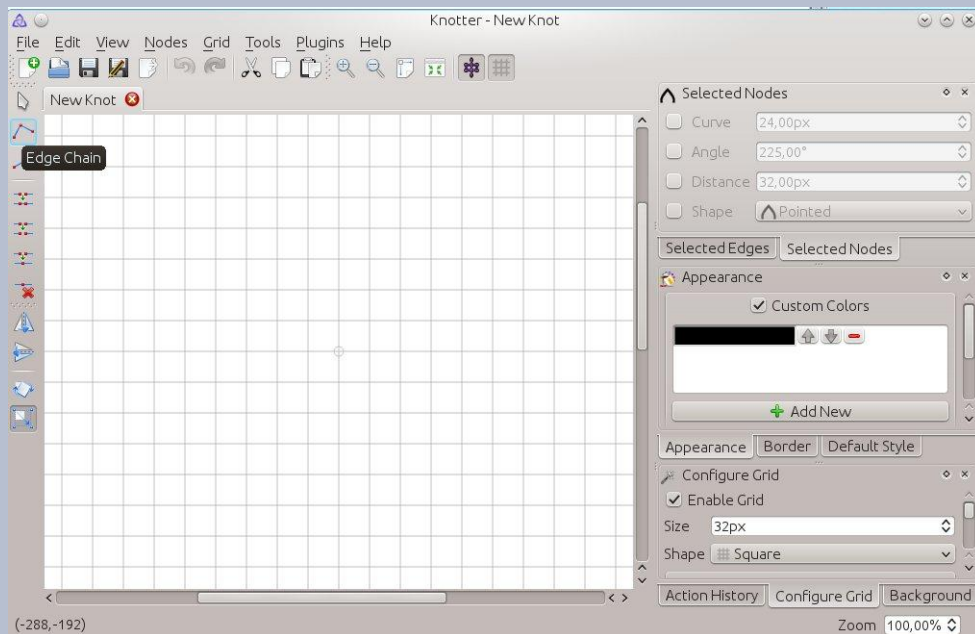 Knotter - New Knot
File Edit View Nodes Grid Tools Plugins Help
New Knot
Edge Chain
Selected Nodes
Curve 24,00px
Angle 225,00°
Distance 32,00px
Shape Pointed
Selected Edges Selected Nodes
Appearance
Custom Colors
Add New
Appearance Border Default Style
Configure Grid
Enable Grid
Size 32px
Shape Square
Action History Configure Grid Background
(-288,-192) Zoom 100,00%